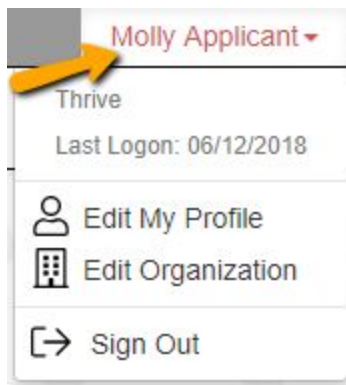 Molly Applicant
Thrive
Last Logon: 06/12/2018
Edit My Profile
Edit Organization
Sign Out